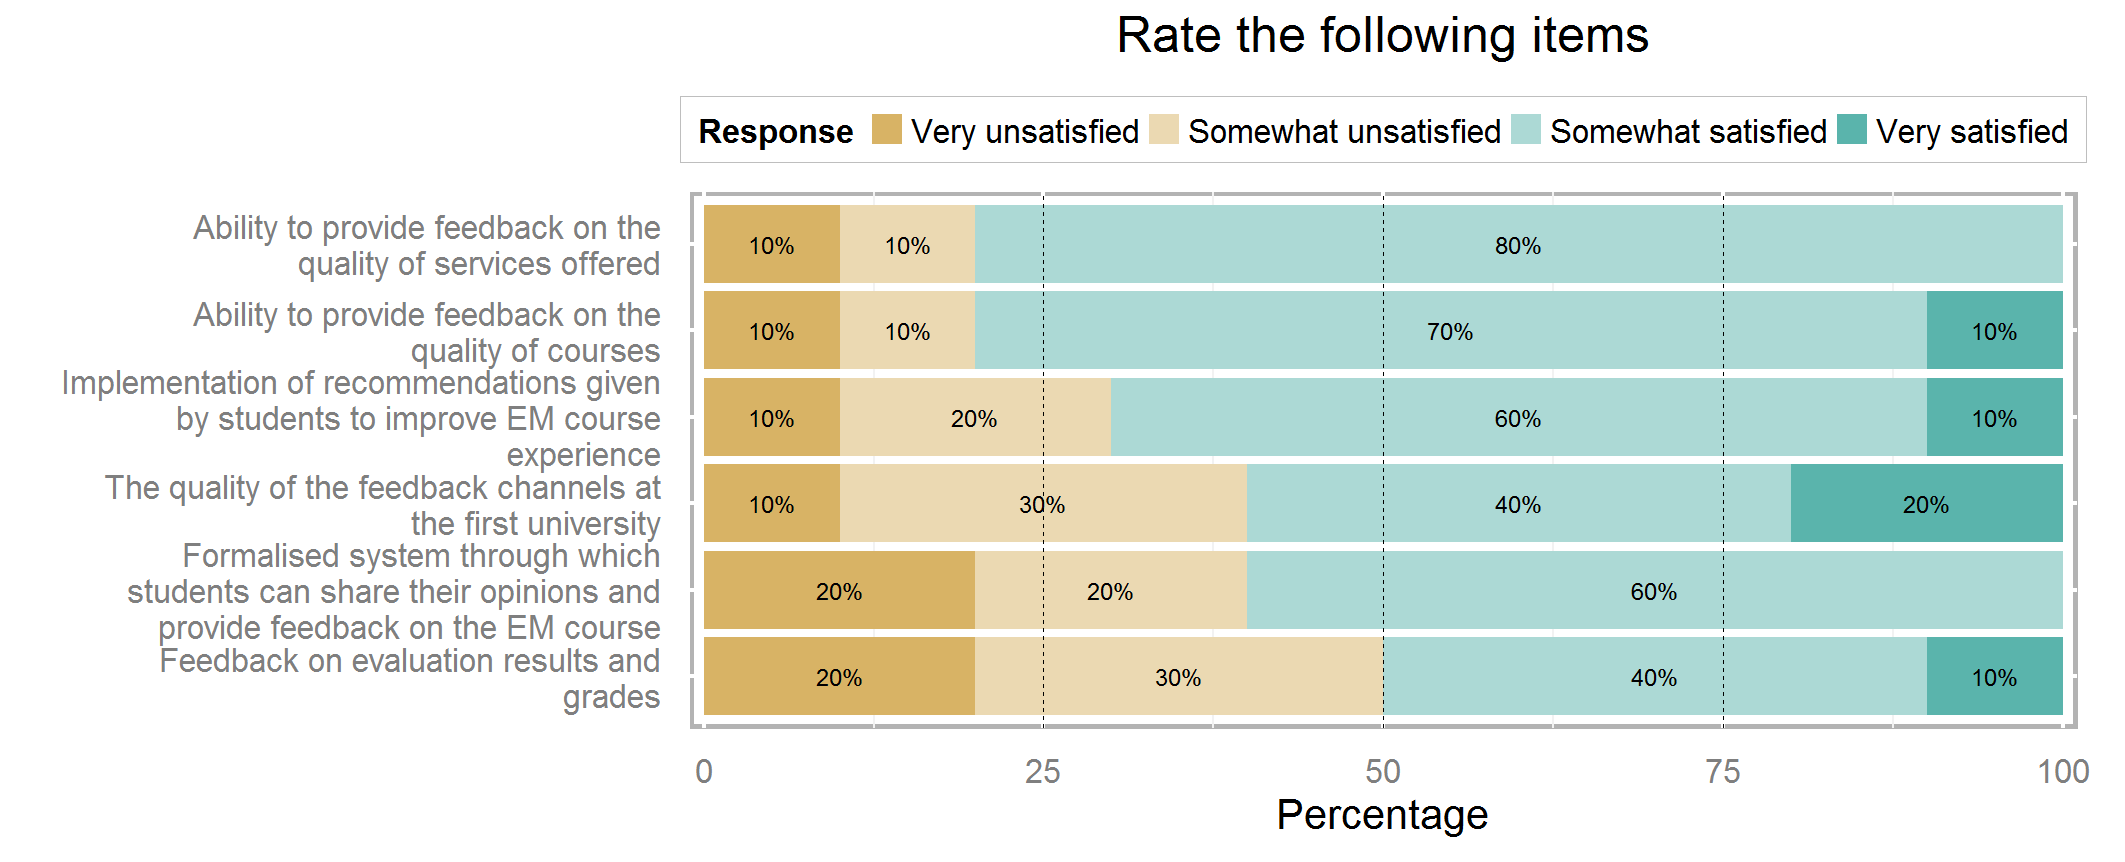 Rate the following items
Response Very unsatisfied Somewhat unsatisfied Somewhat satisfied Very satisfied
Ability to provide feedback on the
quality of services offered
10% 10% 80%
Ability to provide feedback on the
quality of courses
10% 10% 70% 10%
Implementation of recommendations given
by students to improve EM course
experience
10% 20% 60% 10%
The quality of the feedback channels at
the first university
10% 30% 40% 20%
Formalised system through which
students can share their opinions and
provide feedback on the EM course
20% 20% 60%
Feedback on evaluation results and
grades
20% 30% 40% 10%
0 25 50 75 100
Percentage